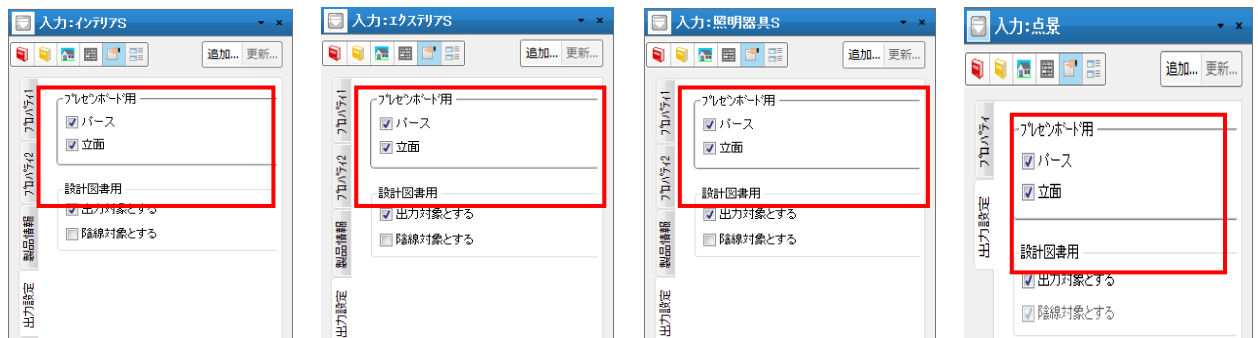 入力:インテリアS
追加... 更新...
プロパティ1
プロパティ2
製品情報
出力設定
プレゼンボード用
パース
立面
設計図書用
出力対象とする
陰線対象とする
入力:エクステリアS
追加... 更新...
プロパティ1
プロパティ2
製品情報
出力設定
プレゼンボード用
パース
立面
設計図書用
出力対象とする
陰線対象とする
入力:照明器具S
追加... 更新...
プロパティ1
プロパティ2
製品情報
出力設定
プレゼンボード用
パース
立面
設計図書用
出力対象とする
陰線対象とする
入力:点景
追加... 更新...
プロパティ
出力設定
プレゼンボード用
パース
立面
設計図書用
出力対象とする
陰線対象とする